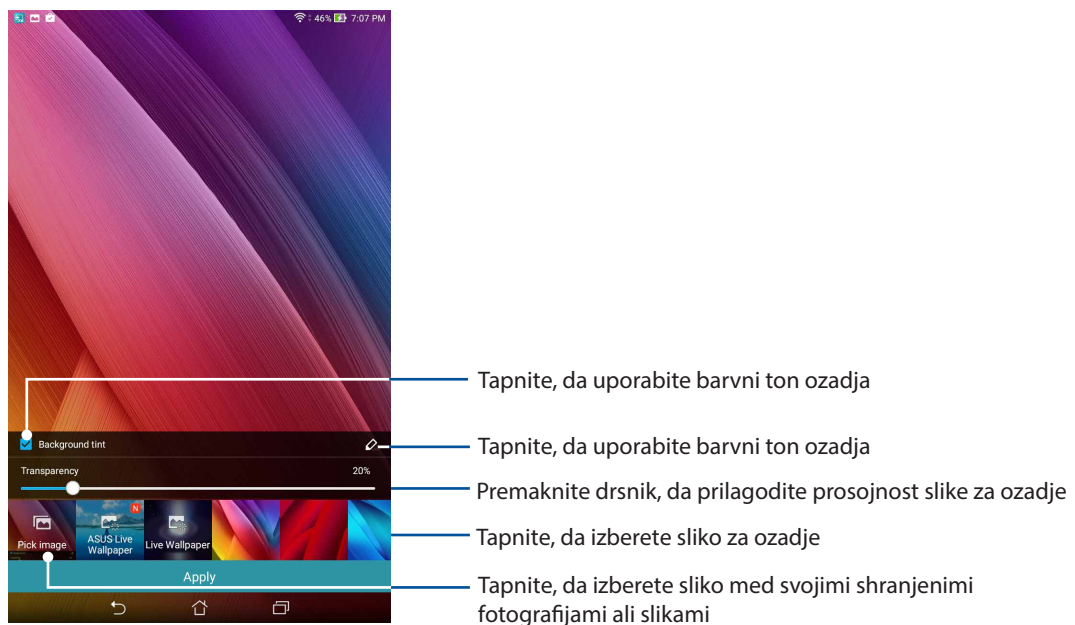 46% 7:07 PM
Tapnite, da uporabite barvni ton ozadja
Background tint
Tapnite, da uporabite barvni ton ozadja
Transparency 20%
Premaknite drsnik, da prilagodite prosojnost slike za ozadje
N
Pick image
ASUS Live
Wallpaper
Live Wallpaper
Tapnite, da izberete sliko za ozadje
Apply
Tapnite, da izberete sliko med svojimi shranjenimi
fotografijami ali slikami